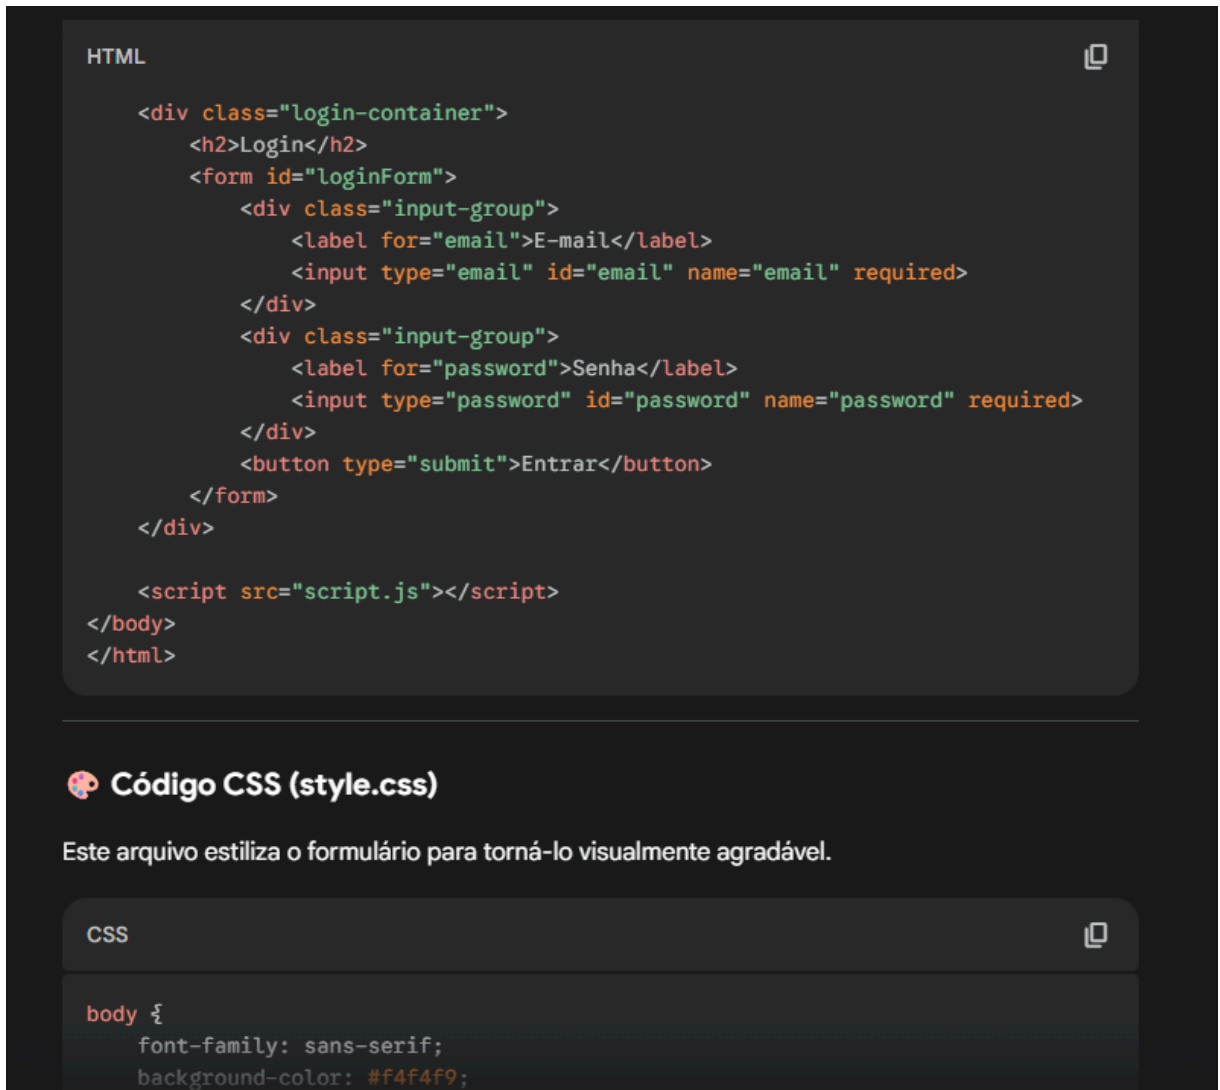 HTML
<div class="login-container">
<h2>Login</h2>
<form id="loginForm">
<div class="input-group">
<label for="email">E-mail</label>
<input type="email" id="email" name="email" required>
</div>
<div class="input-group">
<label for="password">Senha</label>
<input type="password" id="password" name="password" required>
</div>
<button type="submit">Entrar</button>
</form>
</div>
<script src="script.js"></script>
</body>
</html>
🎨 Código CSS (style.css)
Este arquivo estiliza o formulário para torná-lo visualmente agradável.
CSS
body {
font-family: sans-serif;
background-color: #f4f4f9;